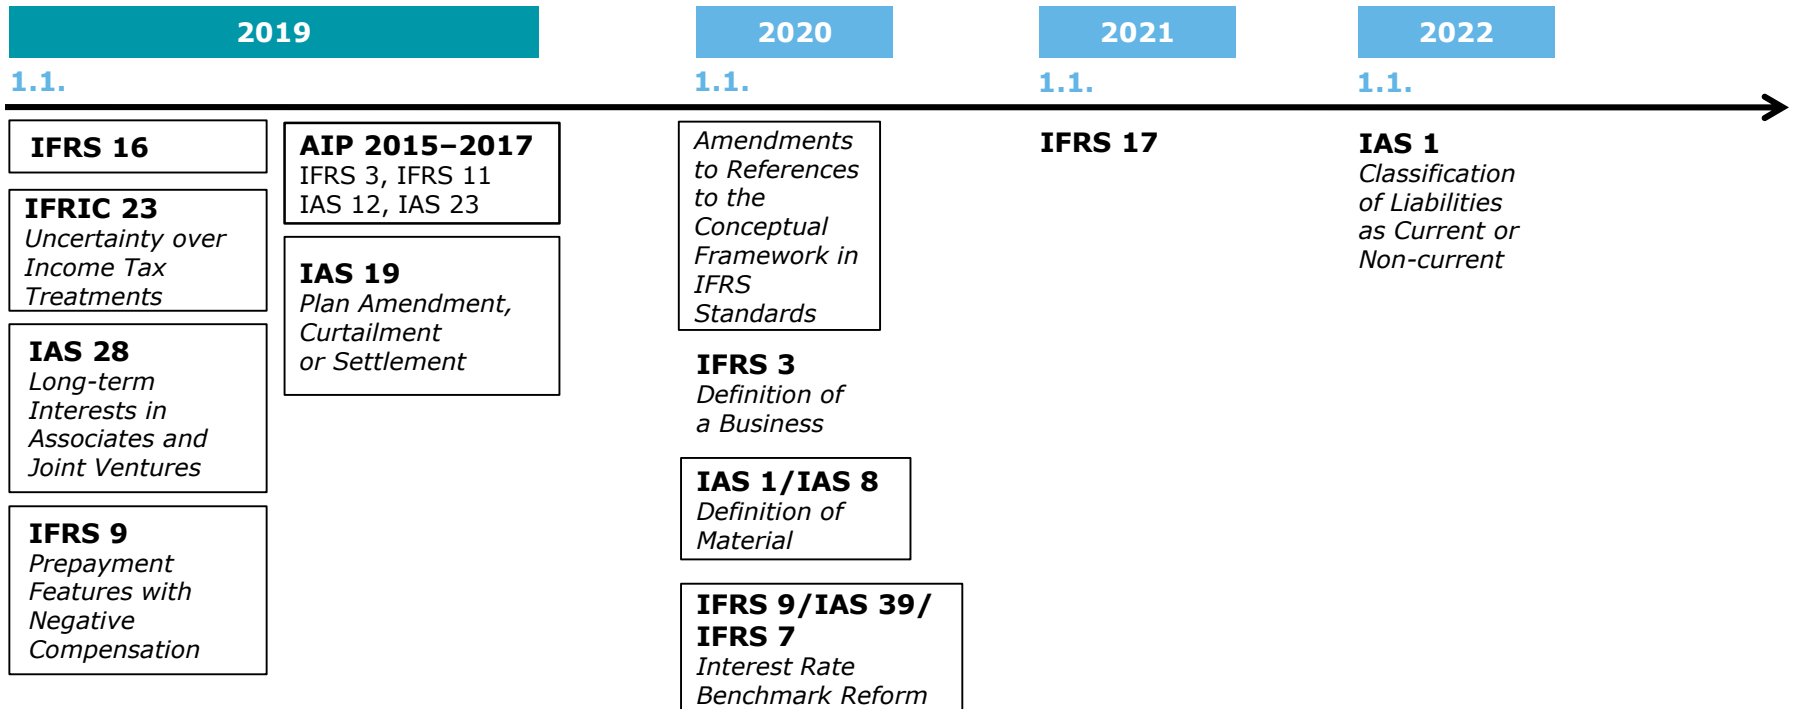 2019
1.1.
2020
1.1.
2021
1.1.
2022
1.1.
IFRS 16
IFRIC 23
Uncertainty over
Income Tax
Treatments
IAS 28
Long-term
Interests in
Associates and
Joint Ventures
IFRS 9
Prepayment
Features with
Negative
Compensation
AIP 2015–2017
IFRS 3, IFRS 11
IAS 12, IAS 23
IAS 19
Plan Amendment,
Curtailment
or Settlement
Amendments
to References
to the
Conceptual
Framework in
IFRS
Standards
IFRS 3
Definition of
a Business
IAS 1/IAS 8
Definition of
Material
IFRS 9/IAS 39/
IFRS 7
Interest Rate
Benchmark Reform
IFRS 17
IAS 1
Classification
of Liabilities
as Current or
Non-current